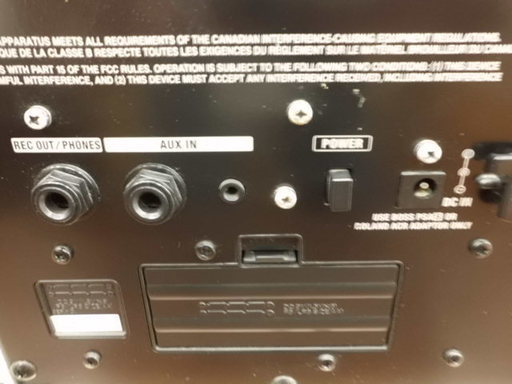 APPARATUS MEETS ALL REQUIREMENTS OF THE CANADIAN INTERFERENCE-CAUSING EQUIPMENT REGULATIONS.
QUE DE LA CLASSE B RESPECTE TOUTES LES EXIGENCES DU RÈGLEMENT SUR LE MATÉRIEL BROUILLEUR DU
S WITH PART 15 OF THE FCC RULES. OPERATION IS SUBJECT TO THE FOLLOWING TWO CONDITIONS: (1) THIS DEVICE
MFUL INTERFERENCE, AND (2) THIS DEVICE MUST ACCEPT ANY INTERFERENCE RECEIVED, INCLUDING INTERFERENCE
REC OUT / PHONES AUX IN POWER
DC IN
USE BOSS OR
ROLAND ACR ADAPTOR ONLY